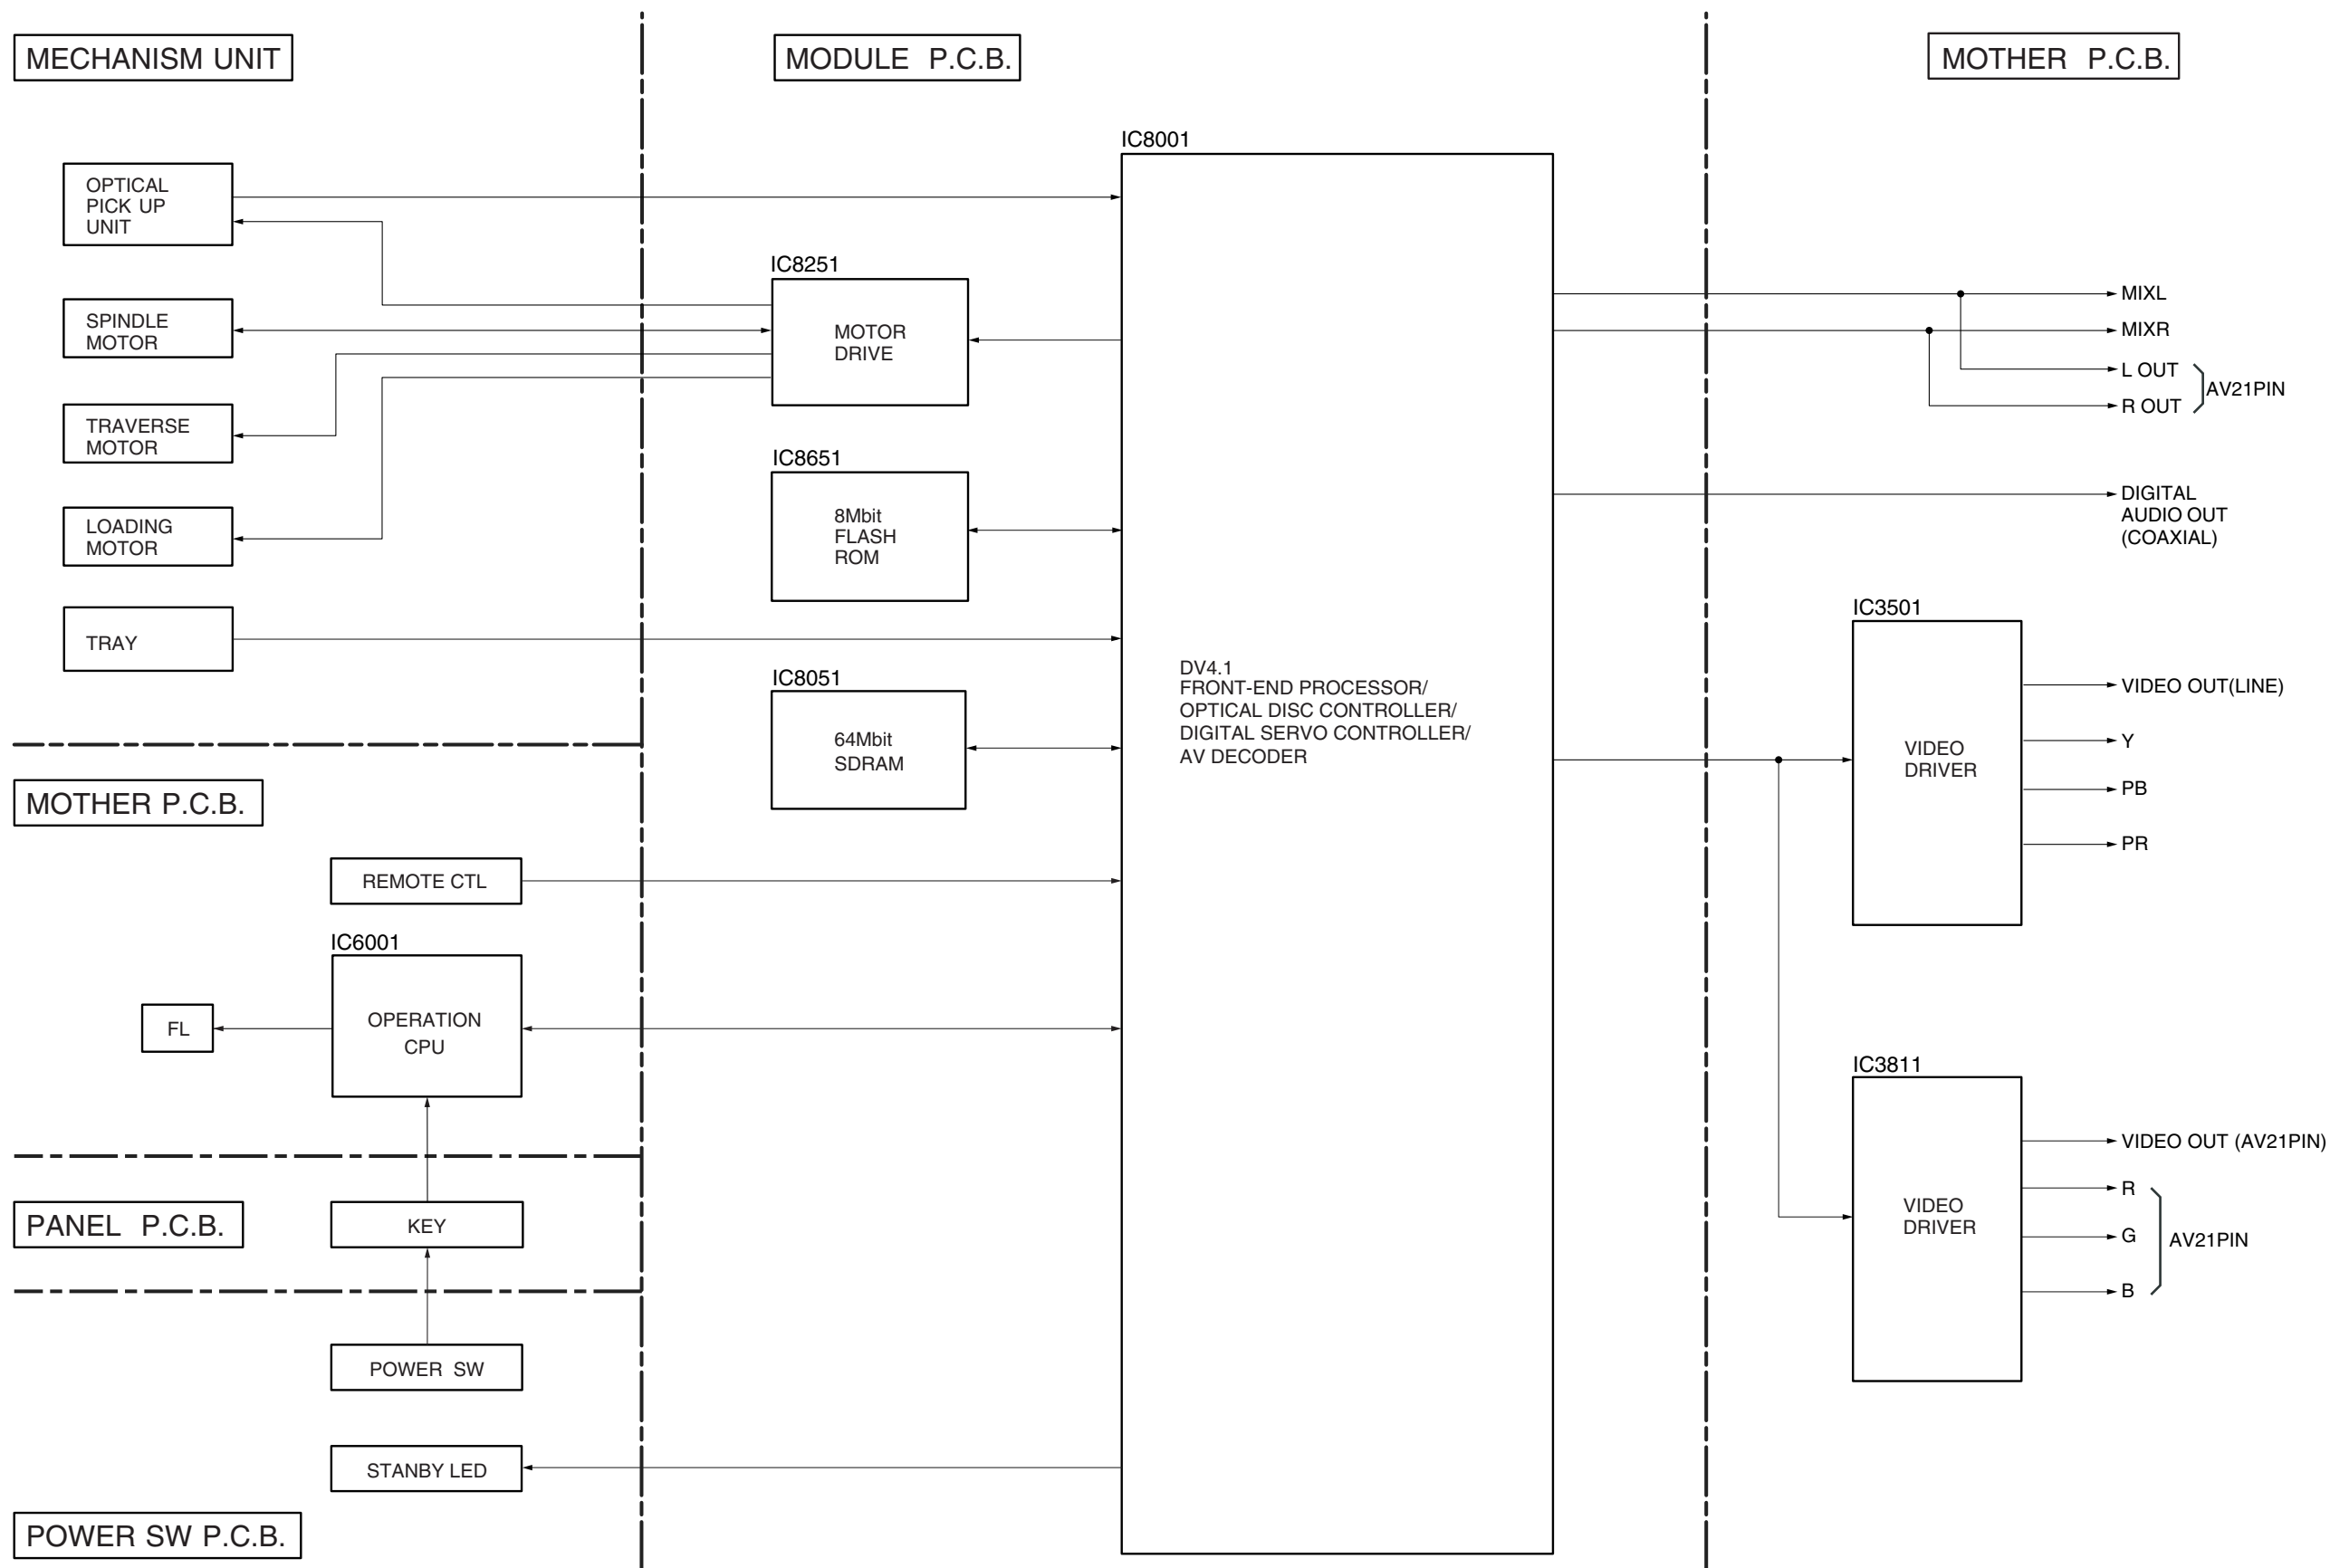 MECHANISM UNIT
MODULE P.C.B.
MOTHER P.C.B.
OPTICAL
PICK UP
UNIT
SPINDLE
MOTOR
TRAVERSE
MOTOR
LOADING
MOTOR
TRAY
IC8251
MOTOR
DRIVE
IC8651
8Mbit
FLASH
ROM
IC8051
64Mbit
SDRAM
IC8001
DV4.1
FRONT-END PROCESSOR/
OPTICAL DISC CONTROLLER/
DIGITAL SERVO CONTROLLER/
AV DECODER
MIXL
MIXR
L OUT
R OUT
AV21PIN
DIGITAL
AUDIO OUT
(COAXIAL)
IC3501
VIDEO
DRIVER
VIDEO OUT(LINE)
Y
PB
PR
MOTHER P.C.B.
REMOTE CTL
IC6001
OPERATION
CPU
FL
IC3811
VIDEO
DRIVER
VIDEO OUT (AV21PIN)
R
G
B
AV21PIN
PANEL P.C.B.
KEY
POWER SW
STANBY LED
POWER SW P.C.B.